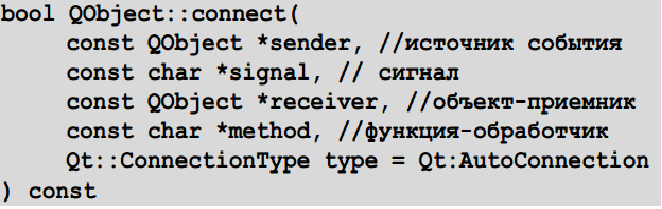 bool QObject::connect(
const QObject *sender, //источник события
const char *signal, // сигнал
const QObject *receiver, //объект-приемник
const char *method, //функция-обработчик
Qt::ConnectionType type = Qt:AutoConnection
) const